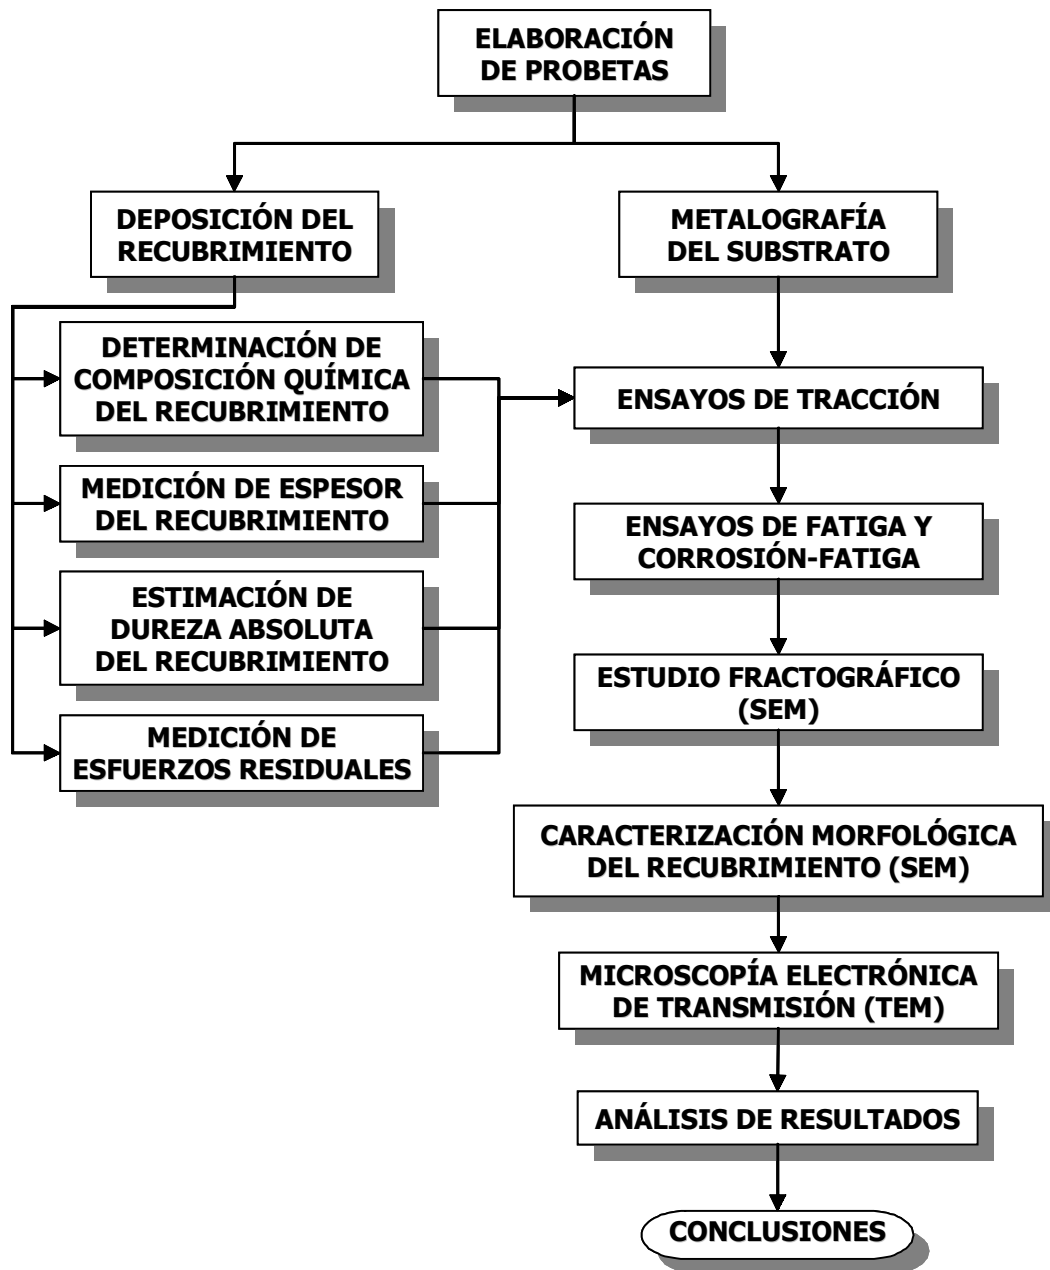 ELABORACIÓN
DE PROBETAS
DEPOSICIÓN DEL
RECUBRIMIENTO
METALOGRAFÍA
DEL SUBSTRATO
DETERMINACIÓN DE
COMPOSICIÓN QUÍMICA
DEL RECUBRIMIENTO
MEDICIÓN DE ESPESOR
DEL RECUBRIMIENTO
ESTIMACIÓN DE
DUREZA ABSOLUTA
DEL RECUBRIMIENTO
MEDICIÓN DE
ESFUERZOS RESIDUALES
ENSAYOS DE TRACCIÓN
ENSAYOS DE FATIGA Y
CORROSIÓN-FATIGA
ESTUDIO FRACTOGRÁFICO
(SEM)
CARACTERIZACIÓN MORFOLÓGICA
DEL RECUBRIMIENTO (SEM)
MICROSCOPÍA ELECTRÓNICA
DE TRANSMISIÓN (TEM)
ANÁLISIS DE RESULTADOS
CONCLUSIONES